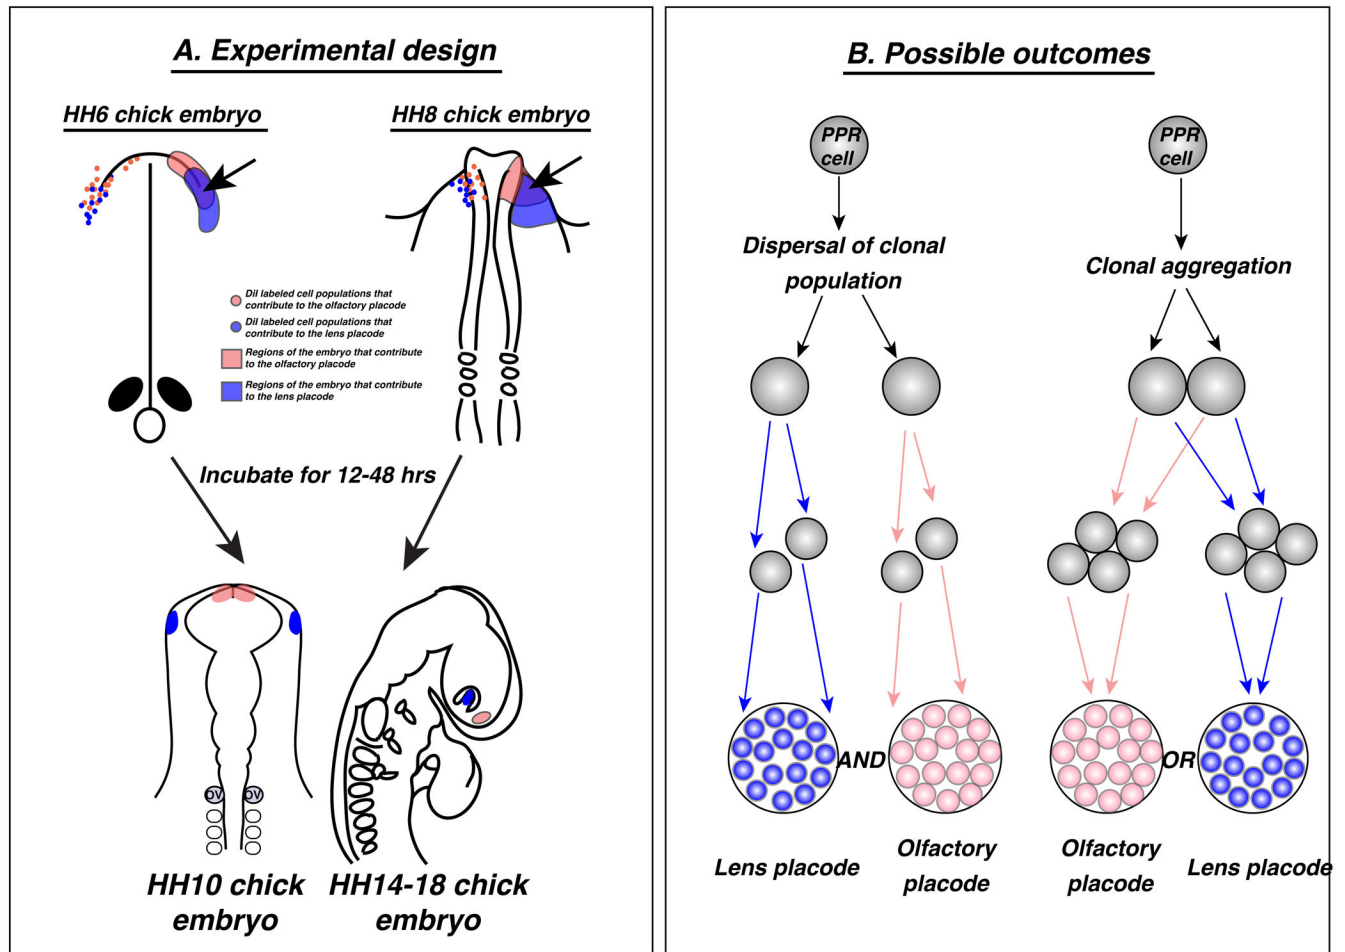 A. Experimental design
HH6 chick embryo
HH8 chick embryo
DiI labeled cell populations that
contribute to the olfactory placode
DiI labeled cell populations that
contribute to the lens placode
Regions of the embryo that contribute
to the olfactory placode
Regions of the embryo that contribute
to the lens placode
Incubate for 12-48 hrs
OV
OV
HH10 chick
embryo
HH14-18 chick
embryo
B. Possible outcomes
PPR
cell
PPR
cell
Dispersal of clonal
population
Clonal aggregation
AND
OR
Lens placode
Olfactory
placode
Olfactory
placode
Lens placode